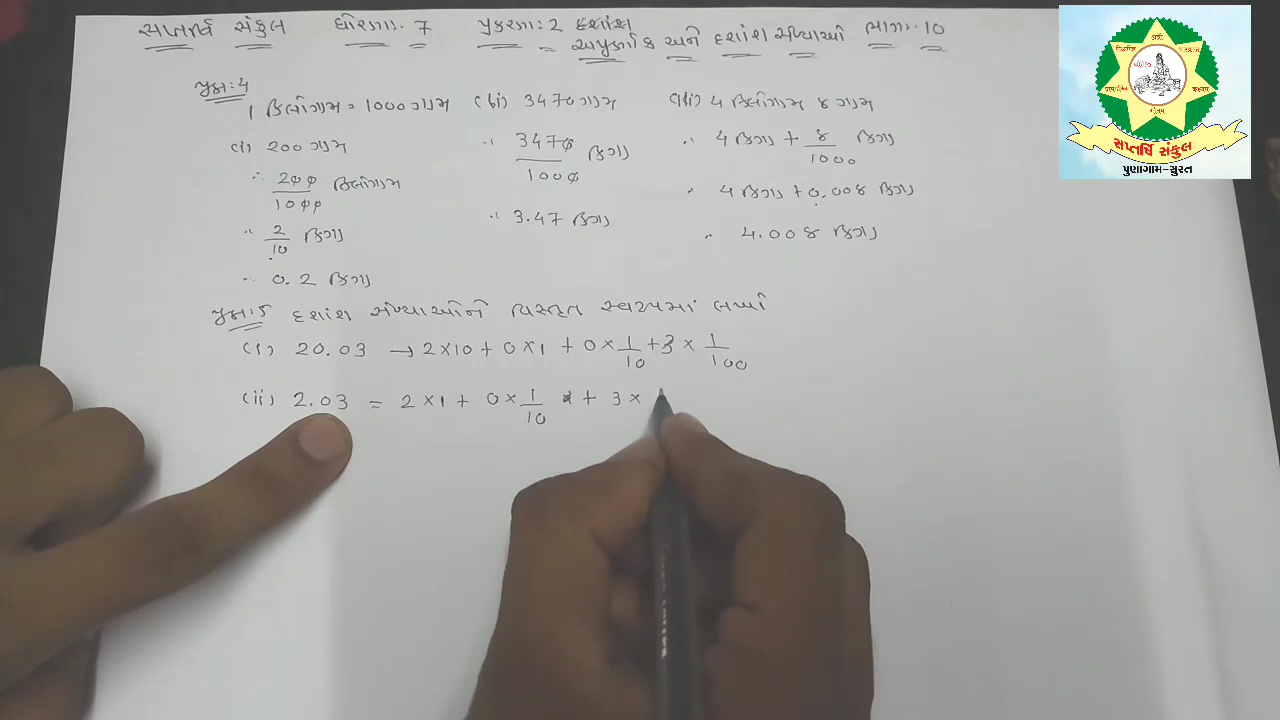 સપ્તર્ષિ સંકુલ ધોરણ: 7 પ્રકરણ: 2 દશાંશ
અપૂર્ણાંક અને દશાંશ સંખ્યાઓ ભાગ: 10
પ્રશ્ન: 4
1 કિલોગ્રામ = 1000 ગ્રામ
(i) 200 ગ્રામ
∴ 200/1000 કિલોગ્રામ
∴ 2/10 કિગ્રા
∴ 0.2 કિગ્રા
(ii) 3470 ગ્રામ
∴ 3470/1000 કિગ્રા
∴ 3.47 કિગ્રા
(iii) 4 કિલોગ્રામ 8 ગ્રામ
∴ 4 કિગ્રા + 8/1000 કિગ્રા
∴ 4 કિગ્રા + 0.008 કિગ્રા
∴ 4.008 કિગ્રા
પ્રશ્ન: 5 દશાંશ સંખ્યાઓને વિસ્તૃત સ્વરૂપમાં લખો
(i) 20.03 → 2×10 + 0×1 + 0×1/10 + 3×1/100
(ii) 2.03 = 2×1 + 0×1/10 + 3×
સપ્તર્ષિ સંકુલ
પુણાગામ-સુરત